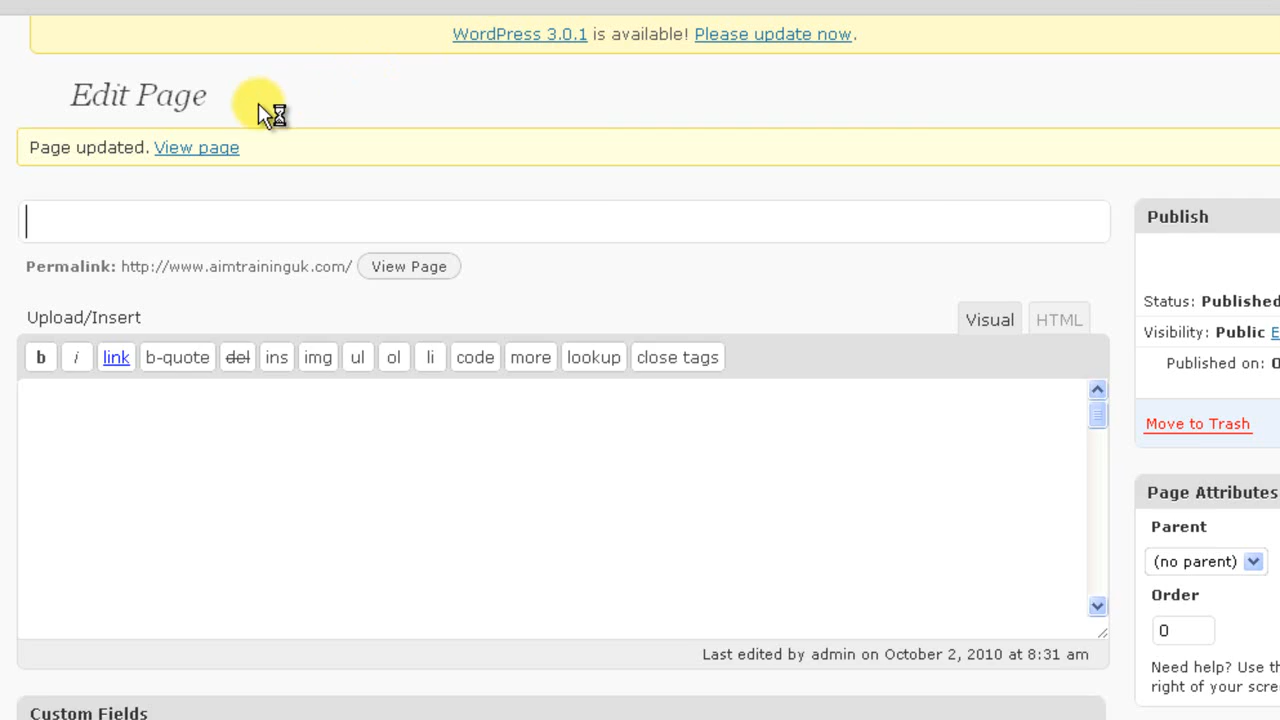 WordPress 3.0.1 is available! Please update now.
Edit Page
Page updated. View page
Publish
Permalink: http://www.aimtraininguk.com/ View Page
Status: Published
Upload/Insert
Visual HTML
Visibility: Public
b i link b-quote del ins img ul ol li code more lookup close tags
Published on:
Move to Trash
Page Attributes
Parent
(no parent)
Order
0
Last edited by admin on October 2, 2010 at 8:31 am
Need help? Use
right of your
Custom Fields